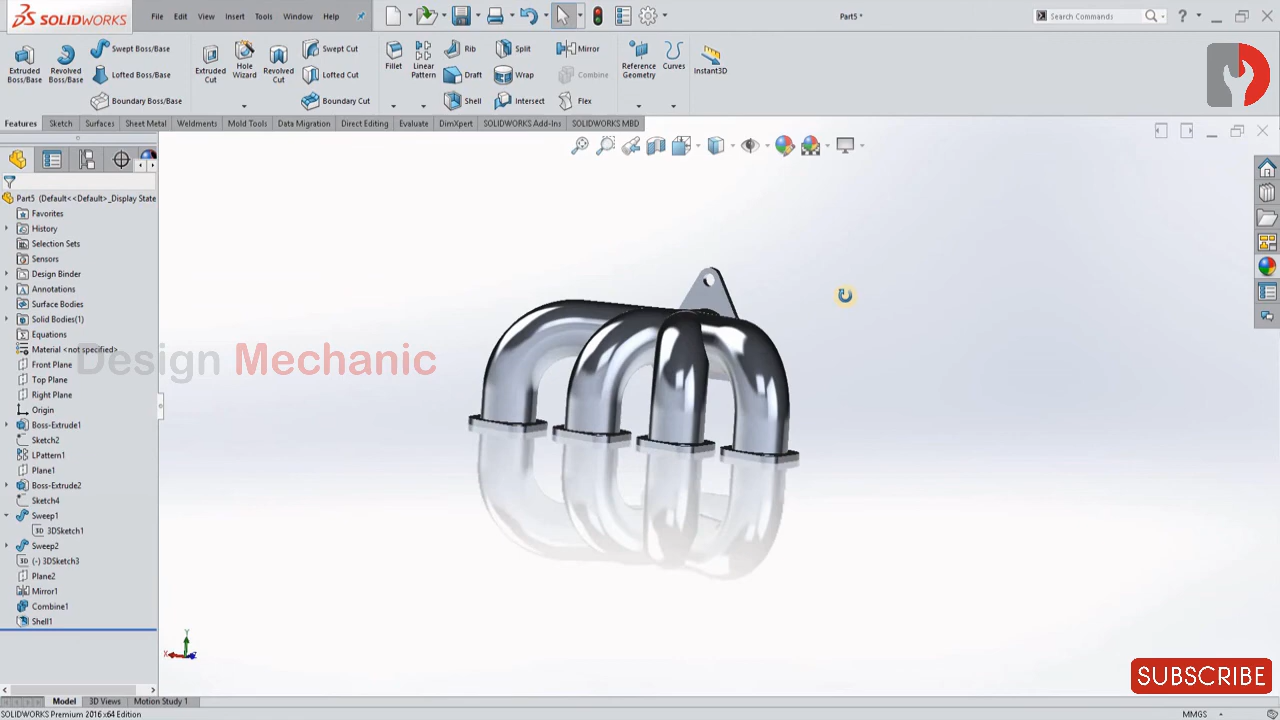 SOLIDWORKS File Edit View Insert Tools Window Help Part5 * Search Commands
Extruded Boss/Base Revolved Boss/Base Swept Boss/Base Lofted Boss/Base Boundary Boss/Base Extruded Cut Hole Wizard Revolved Cut Swept Cut Lofted Cut Boundary Cut Fillet Linear Pattern Rib Draft Shell Split Wrap Intersect Mirror Combine Flex Reference Geometry Curves Instant3D
Features Sketch Surfaces Sheet Metal Weldments Mold Tools Data Migration Direct Editing Evaluate DimXpert SOLIDWORKS Add-Ins SOLIDWORKS MBD
Part5 (Default<<Default>_Display State
Favorites
History
Selection Sets
Sensors
Design Binder
Annotations
Surface Bodies
Solid Bodies(1)
Equations
Material <not specified>
Front Plane
Top Plane
Right Plane
Origin
Boss-Extrude1
Sketch2
LPattern1
Plane1
Boss-Extrude2
Sketch4
Sweep1
3D 3DSketch1
Sweep2
3D (-) 3DSketch3
Plane2
Mirror1
Combine1
Shell1
Design Mechanic
Y
X
Z
SUBSCRIBE
Model 3D Views Motion Study 1
SOLIDWORKS Premium 2016 x64 Edition MMGS